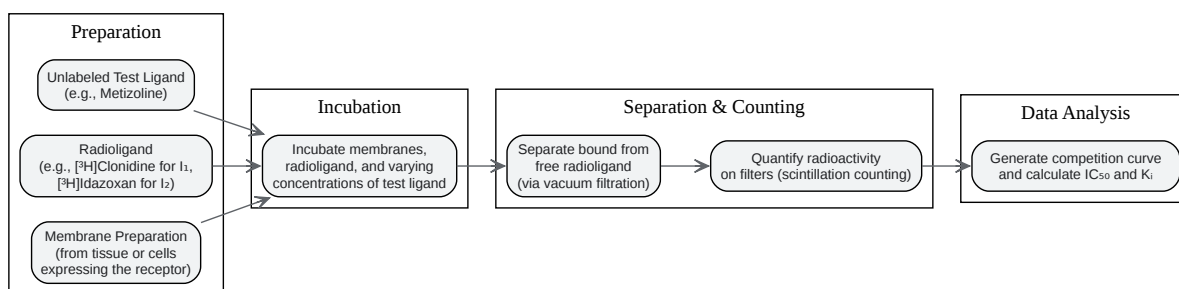 Preparation
Unlabeled Test Ligand
(e.g., Metizoline)
Radioligand
(e.g., [³H]Clonidine for I₁,
[³H]Idazoxan for I₂)
Membrane Preparation
(from tissue or cells
expressing the receptor)
Incubation
Incubate membranes,
radioligand, and varying
concentrations of test ligand
Separation & Counting
Separate bound from
free radioligand
(via vacuum filtration)
Quantify radioactivity
on filters (scintillation counting)
Data Analysis
Generate competition curve
and calculate IC₅₀ and Kᵢ